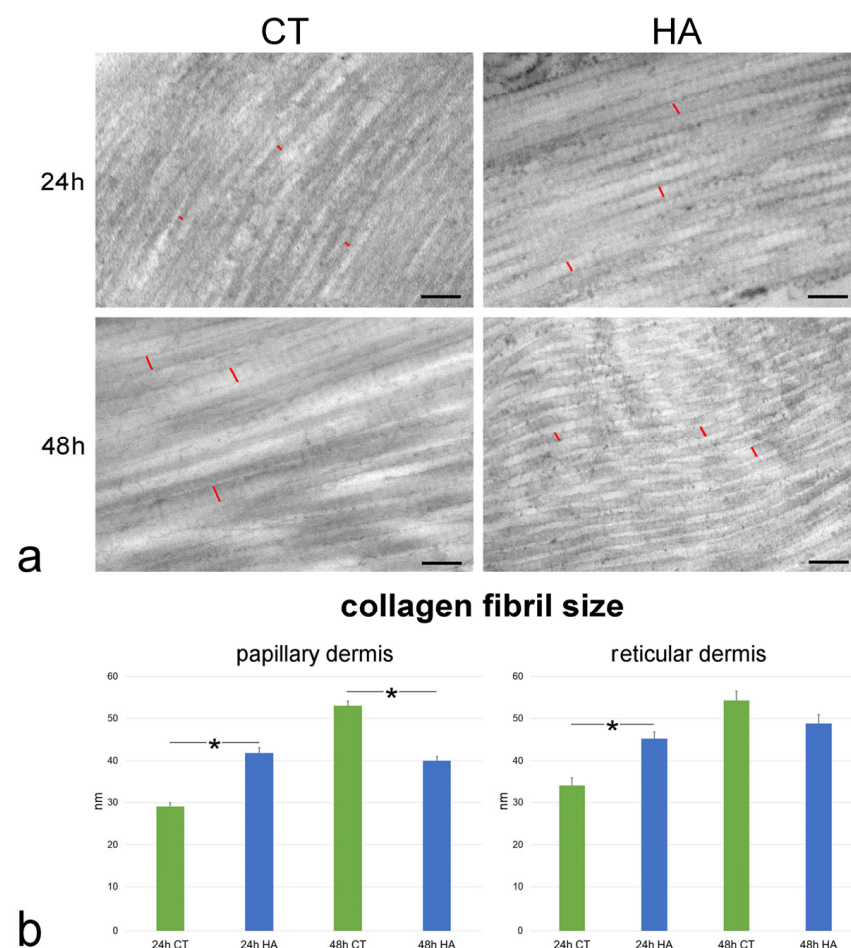 CT HA
24h
48h
a
collagen fibril size
papillary dermis reticular dermis
60 60
50 * 50
* *
40 40
nm 30 nm 30
20 20
10 10
0 0
b 24h CT 24h HA 48h CT 48h HA 24h CT 24h HA 48h CT 48h HA